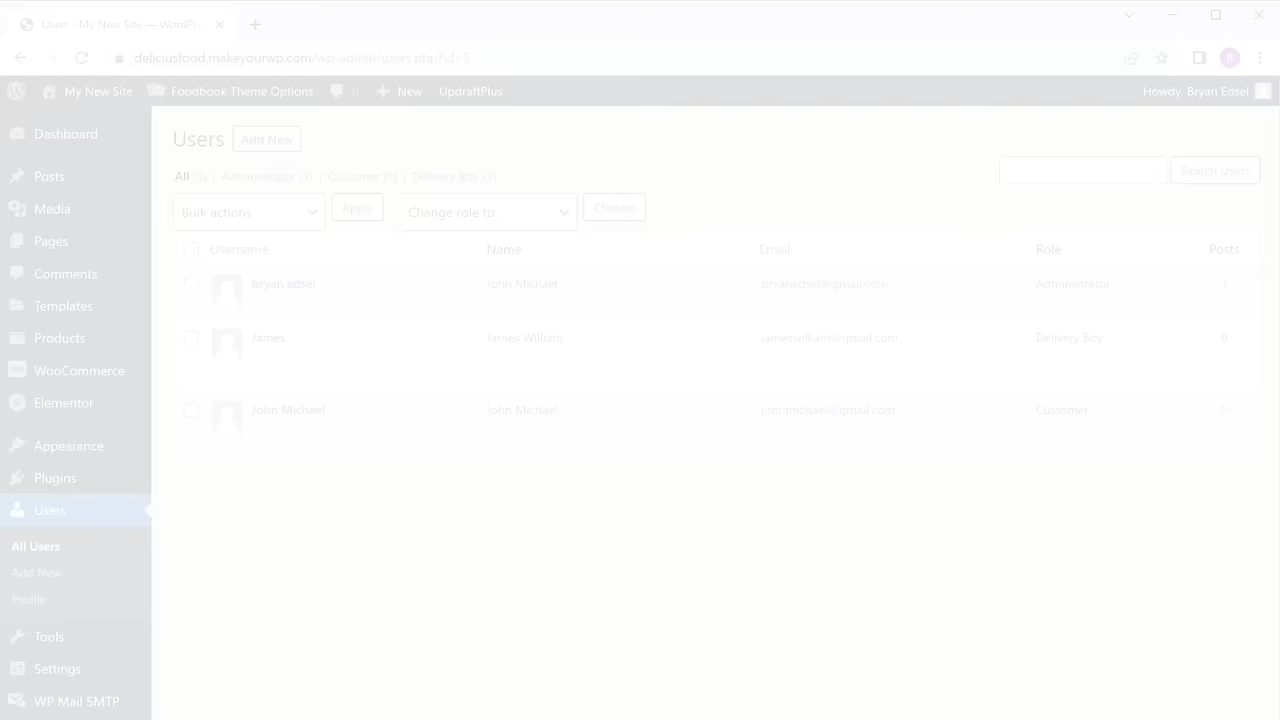 Users - My New Site — WordPr
deliciusfood.makeyourwp.com/wp-admin/users.php?id=5
B
My New Site
Foodbook Theme Options
0
New
UpdraftPlus
Howdy, Bryan Edsel
Dashboard
Posts
Media
Pages
Comments
Templates
Products
WooCommerce
Elementor
Appearance
Plugins
Users
All Users
Add New
Profile
Tools
Settings
WP Mail SMTP
Users Add New
All (3) | Administrator (1) | Customer (1) | Delivery Boy (1)
Search Users
Bulk actions Apply Change role to... Change
Username Name Email Role Posts
bryan.edsel John Michael bryanedsel@gmail.com Administrator
James James William jameswilliam@gmail.com Delivery Boy 0
John Michael John Michael johnmichael@gmail.com Customer 0